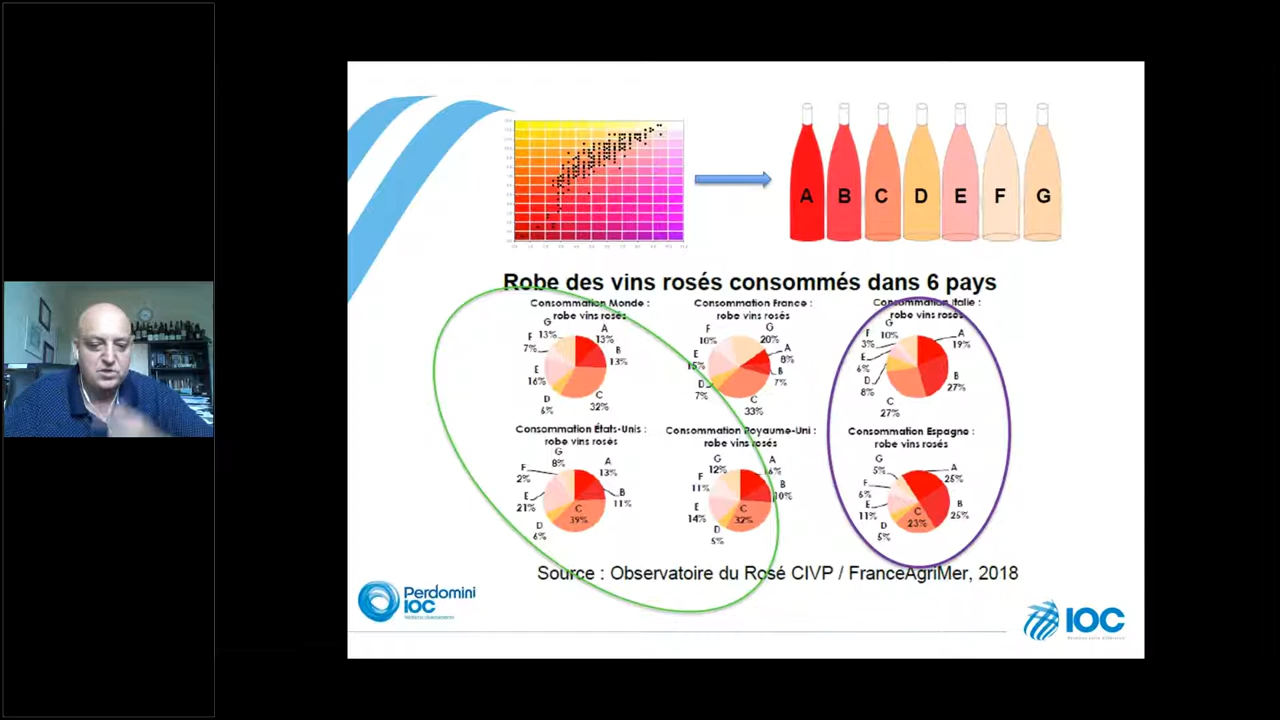 A B C D E F G
Robe des vins rosés consommés dans 6 pays
Consommation Monde :
robe vins rosés
G
13%
A
13%
F
7%
B
13%
E
16%
D
6%
C
32%
Consommation France :
robe vins rosés
F
10%
G
20%
A
8%
E
15%
B
7%
D
7%
C
33%
Consommation Italie :
robe vins rosés
G
10%
A
19%
F
3%
E
6%
B
27%
D
8%
C
27%
Consommation États-Unis :
robe vins rosés
G
8%
A
13%
F
2%
B
11%
E
21%
C
39%
D
6%
Consommation Royaume-Uni :
robe vins rosés
G
12%
A
16%
F
11%
B
10%
E
14%
C
32%
D
5%
Consommation Espagne :
robe vins rosés
G
5%
A
25%
F
6%
B
25%
E
11%
C
23%
D
5%
Source : Observatoire du Rosé CIVP / FranceAgriMer, 2018
Perdomini
IOC
IOC